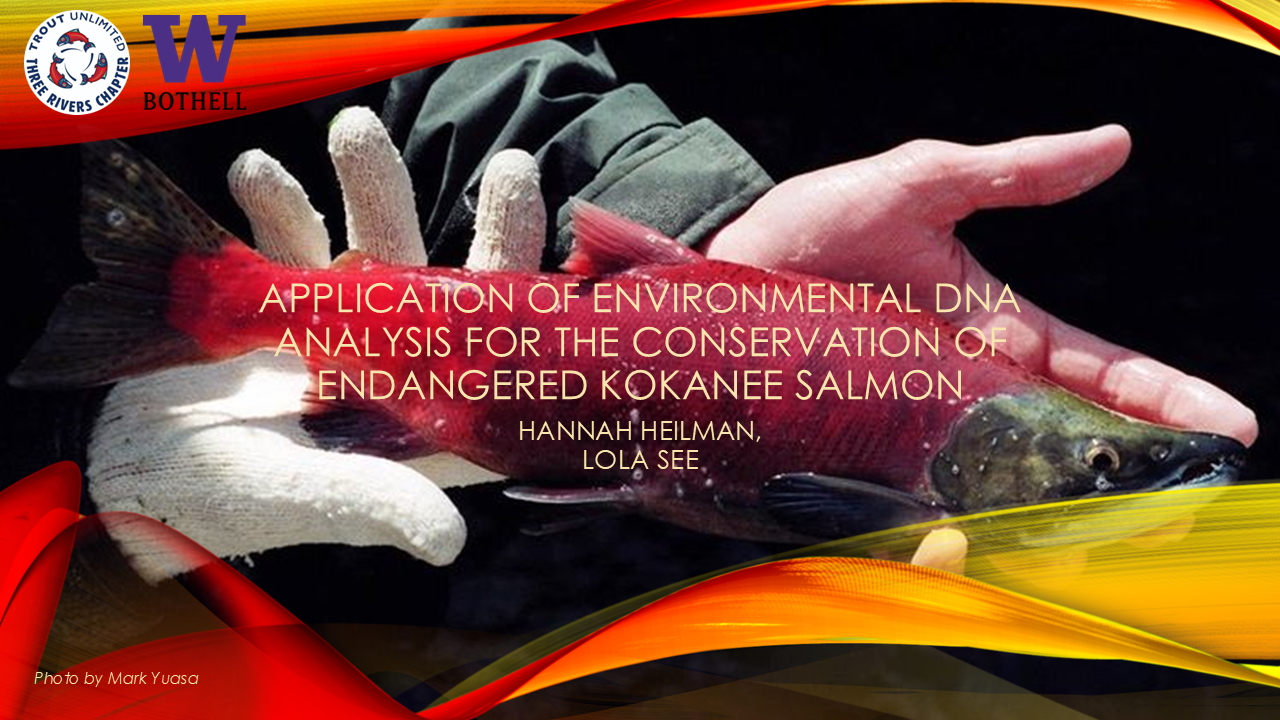 TROUT UNLIMITED
THREE RIVERS CHAPTER
W
BOTHELL
APPLICATION OF ENVIRONMENTAL DNA
ANALYSIS FOR THE CONSERVATION OF
ENDANGERED KOKANEE SALMON
HANNAH HEILMAN,
LOLA SEE
Photo by Mark Yuasa